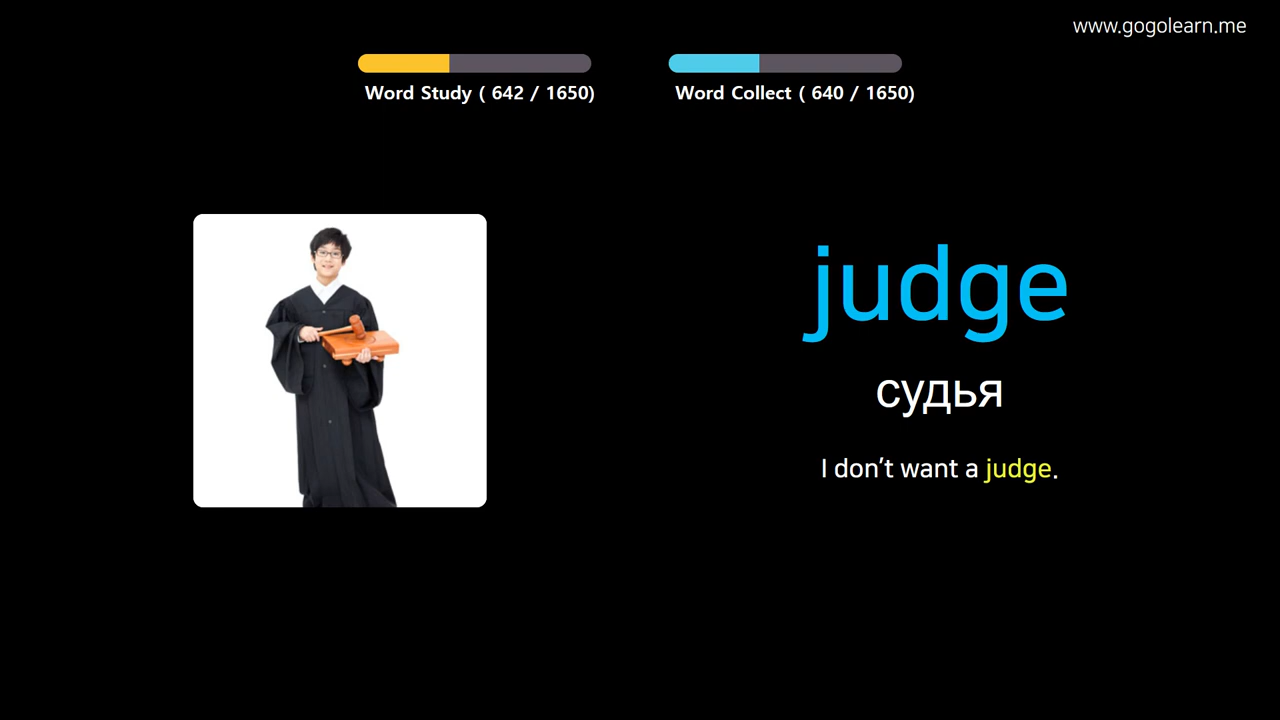 www.gogolearn.me
Word Study ( 642 / 1650)
Word Collect ( 640 / 1650)
judge
судья
I don’t want a judge.